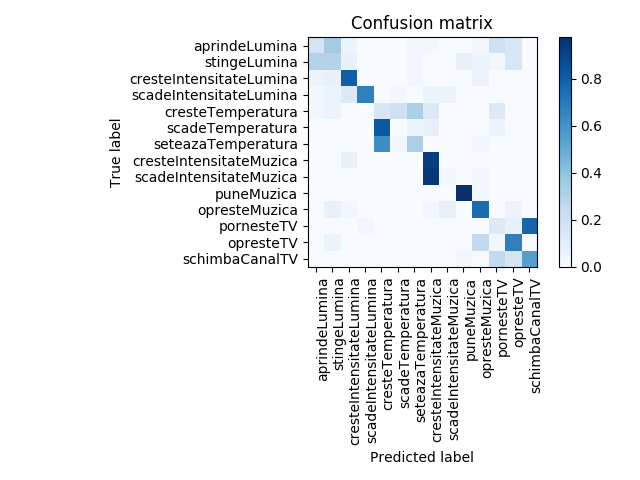 Confusion matrix
True label
aprindeLumina
stingeLumina
cresteIntensitateLumina
scadeIntensitateLumina
cresteTemperatura
scadeTemperatura
seteazaTemperatura
cresteIntensitateMuzica
scadeIntensitateMuzica
puneMuzica
opresteMuzica
pornesteTV
opresteTV
schimbaCanalTV
aprindeLumina
stingeLumina
cresteIntensitateLumina
scadeIntensitateLumina
cresteTemperatura
scadeTemperatura
seteazaTemperatura
cresteIntensitateMuzica
scadeIntensitateMuzica
puneMuzica
opresteMuzica
pornesteTV
opresteTV
schimbaCanalTV
Predicted label
0.8
0.6
0.4
0.2
0.0